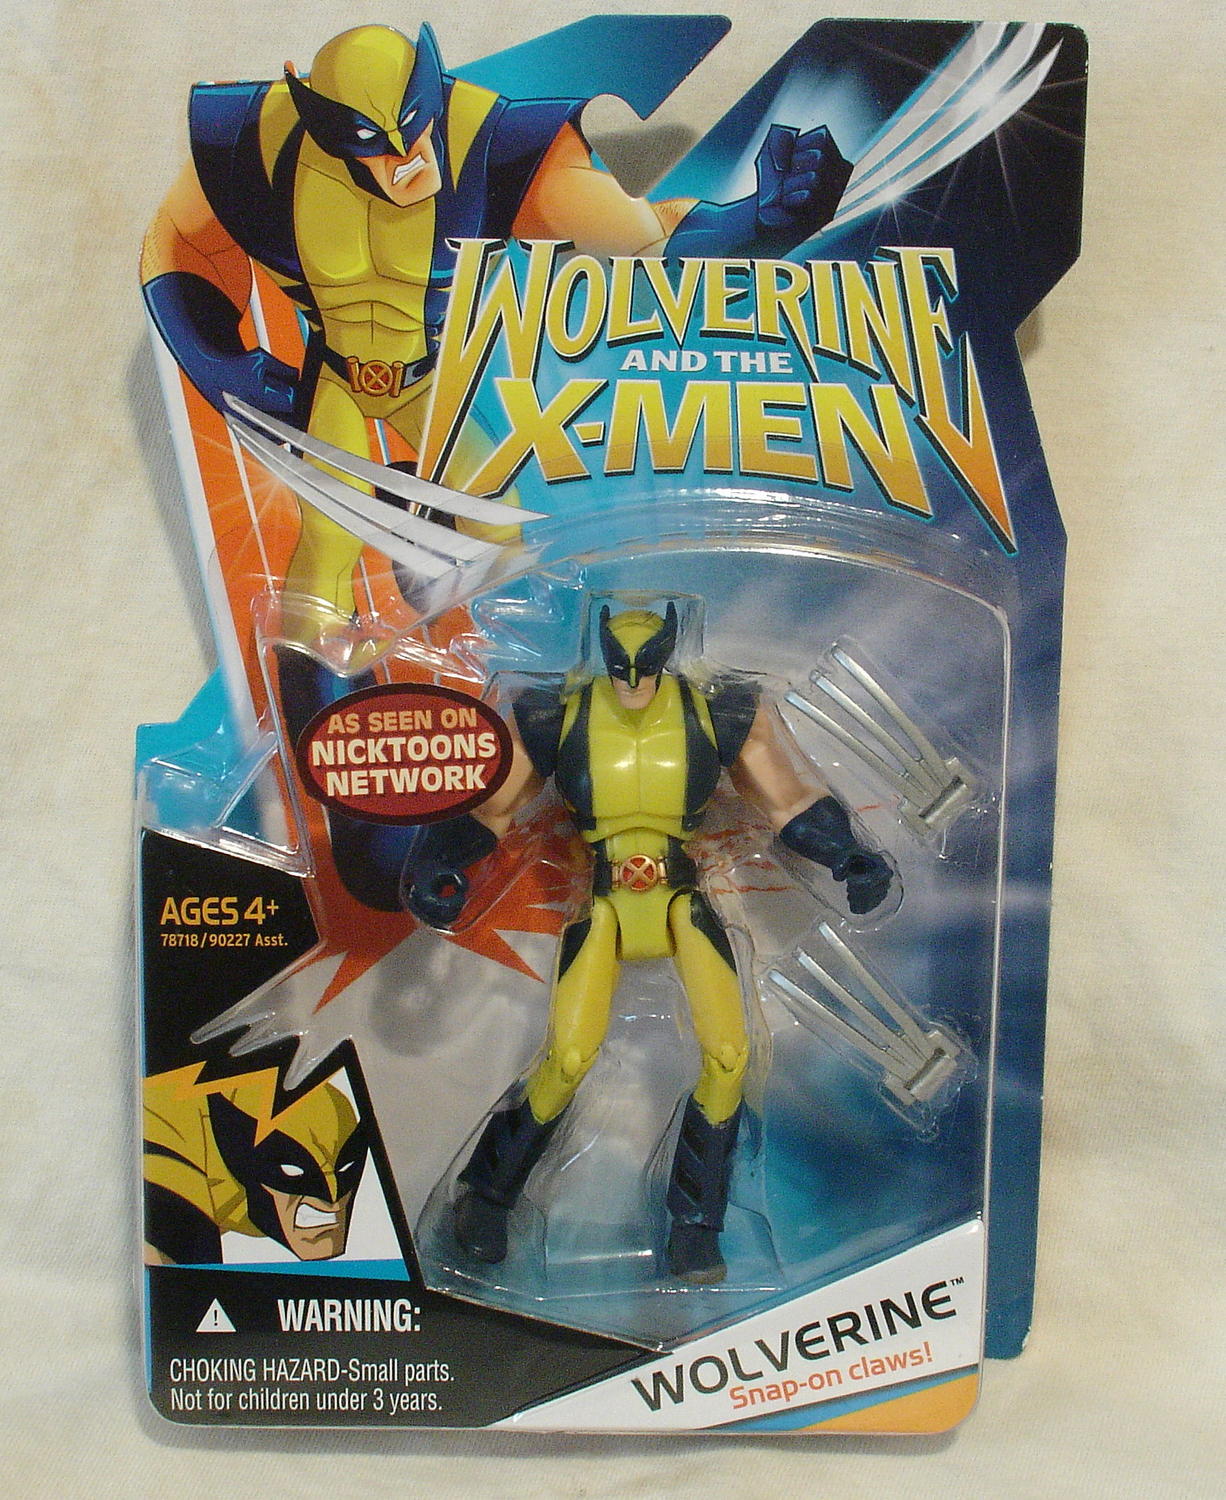 WOLVERINE
AND THE
X-MEN
AS SEEN ON
NICKTOONS
NETWORK
AGES 4+
78718/90227 Asst.
WARNING:
CHOKING HAZARD-Small parts.
Not for children under 3 years.
WOLVERINE™
Snap-on claws!